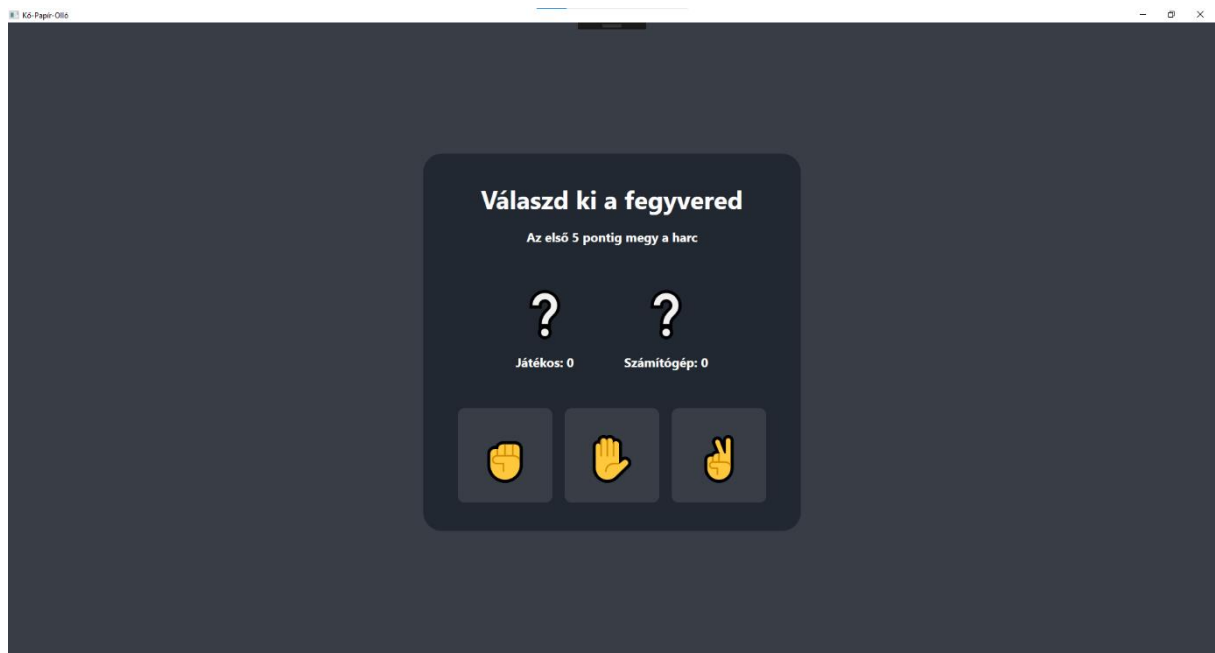 Kő-Papír-Olló
Válaszd ki a fegyvered
Az első 5 pontig megy a harc
? ?
Játékos: 0 Számítógép: 0